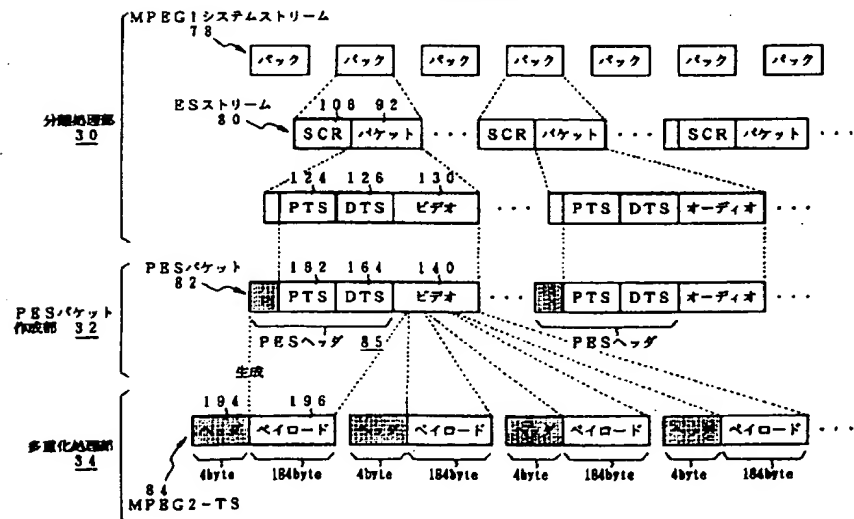 MPEG1システムストリーム
78
パック パック パック パック パック パック パック
分離処理部
30
ESストリーム
80
108 92
SCR パケット ・・・ SCR パケット ・・・ SCR パケット ・・・
124 126 130
PTS DTS ビデオ ・・・ PTS DTS オーディオ ・・・
PESパケット
82
182 164 140
PTS DTS ビデオ ・・・ PTS DTS オーディオ ・・・
PESパケット
作成部 32
PESヘッダ 85 PESヘッダ
生成
194 196
ヘッダ ペイロード ペイロード ペイロード ペイロード ・・・
多重化処理部
34
4byte 184byte 4byte 184byte 4byte 184byte 4byte 184byte
84
MPEG2-TS